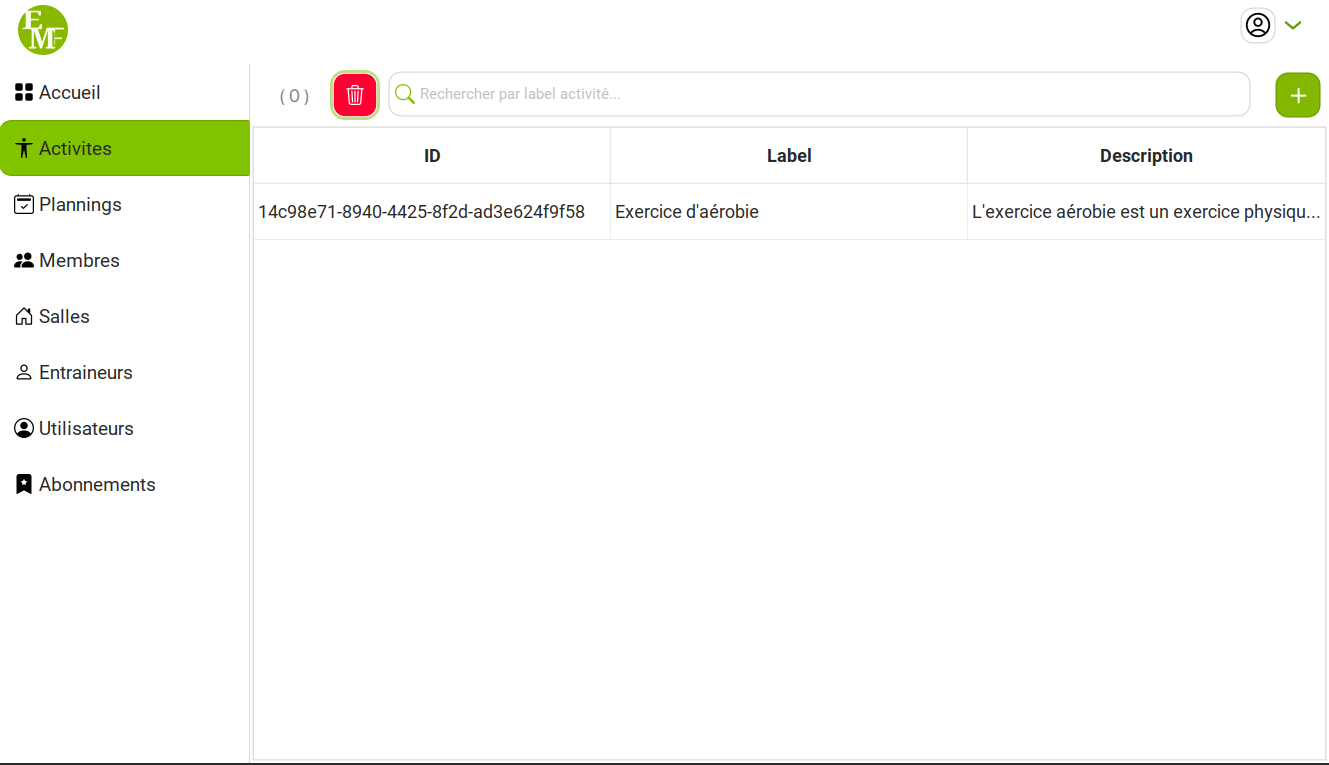 EMF
Accueil
( 0 )
Rechercher par label activité...
Activites
ID
Label
Description
Plannings
14c98e71-8940-4425-8f2d-ad3e624f9f58
Exercice d'aérobie
L'exercice aérobie est un exercice physiqu...
Membres
Salles
Entraineurs
Utilisateurs
Abonnements